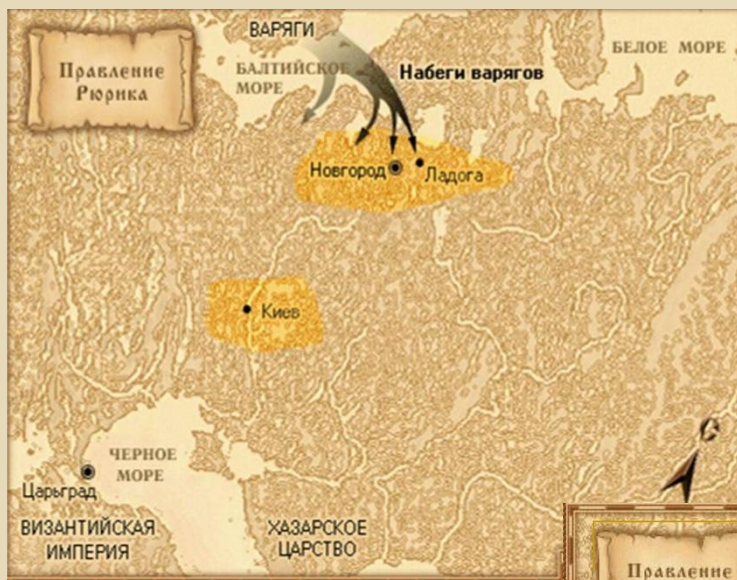 ВАРЯГИ
Правление
Рюрика
БАЛТИЙСКОЕ
МОРЕ
Набеги варягов
БЕЛОЕ МОРЕ
Новгород
Ладога
Киев
С
ЧЕРНОЕ
МОРЕ
Царьград
ВИЗАНТИЙСКАЯ
ИМПЕРИЯ
ХАЗАРСКОЕ
ЦАРСТВО
Правление